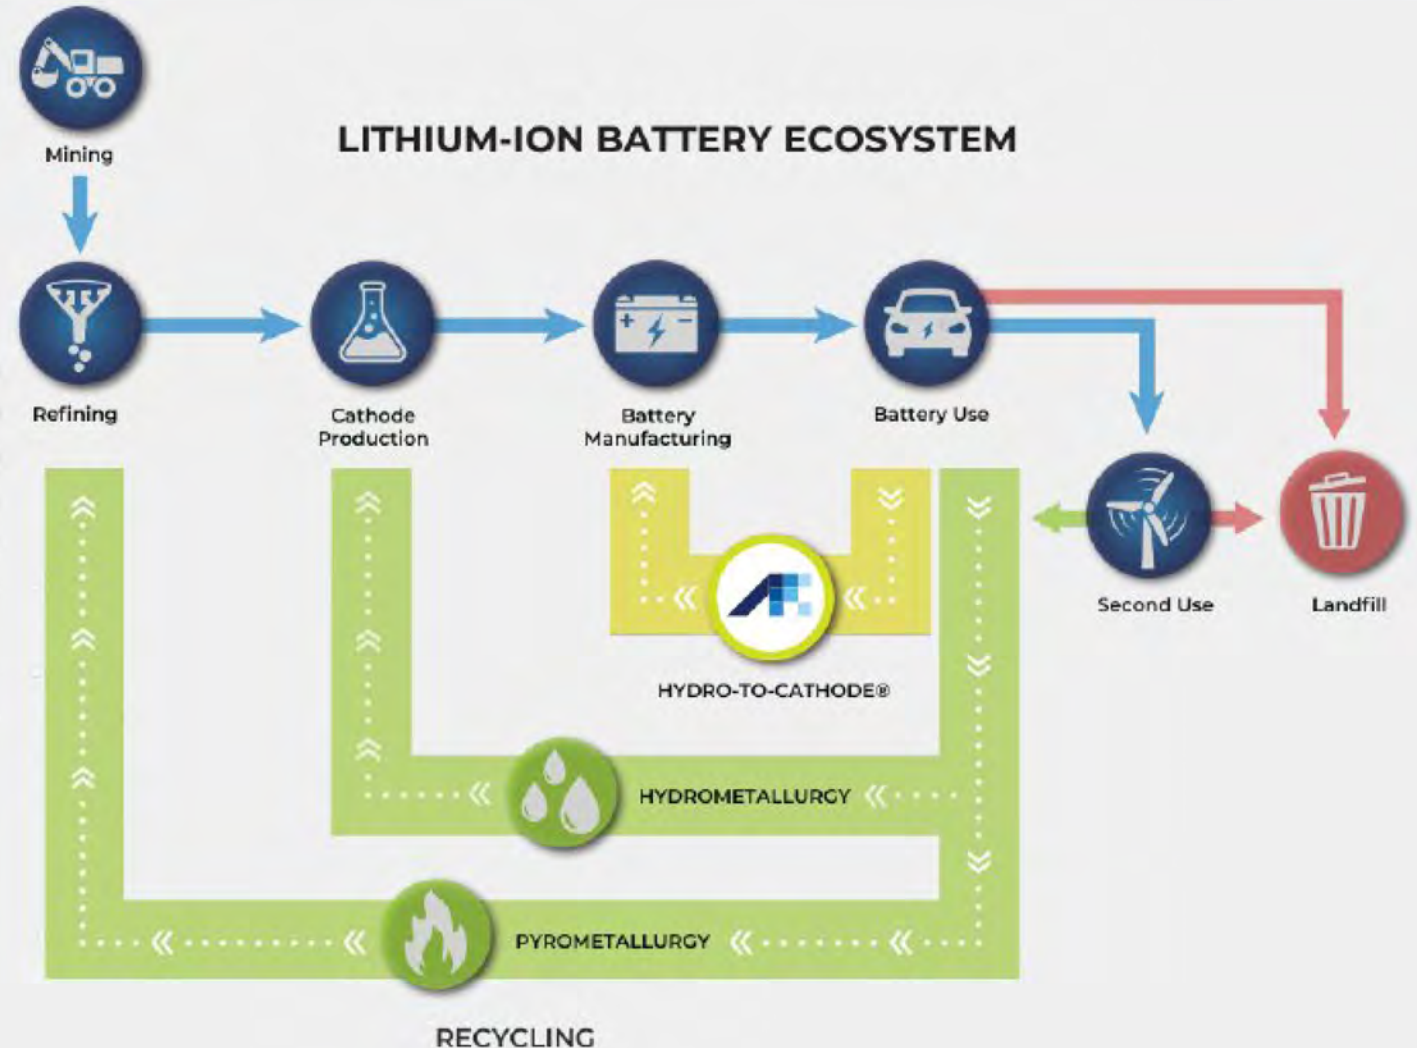 LITHIUM-ION BATTERY ECOSYSTEM
Mining
Refining
Cathode
Production
Battery
Manufacturing
Battery Use
Second Use
Landfill
HYDRO-TO-CATHODE®
HYDROMETALLURGY
PYROMETALLURGY
RECYCLING